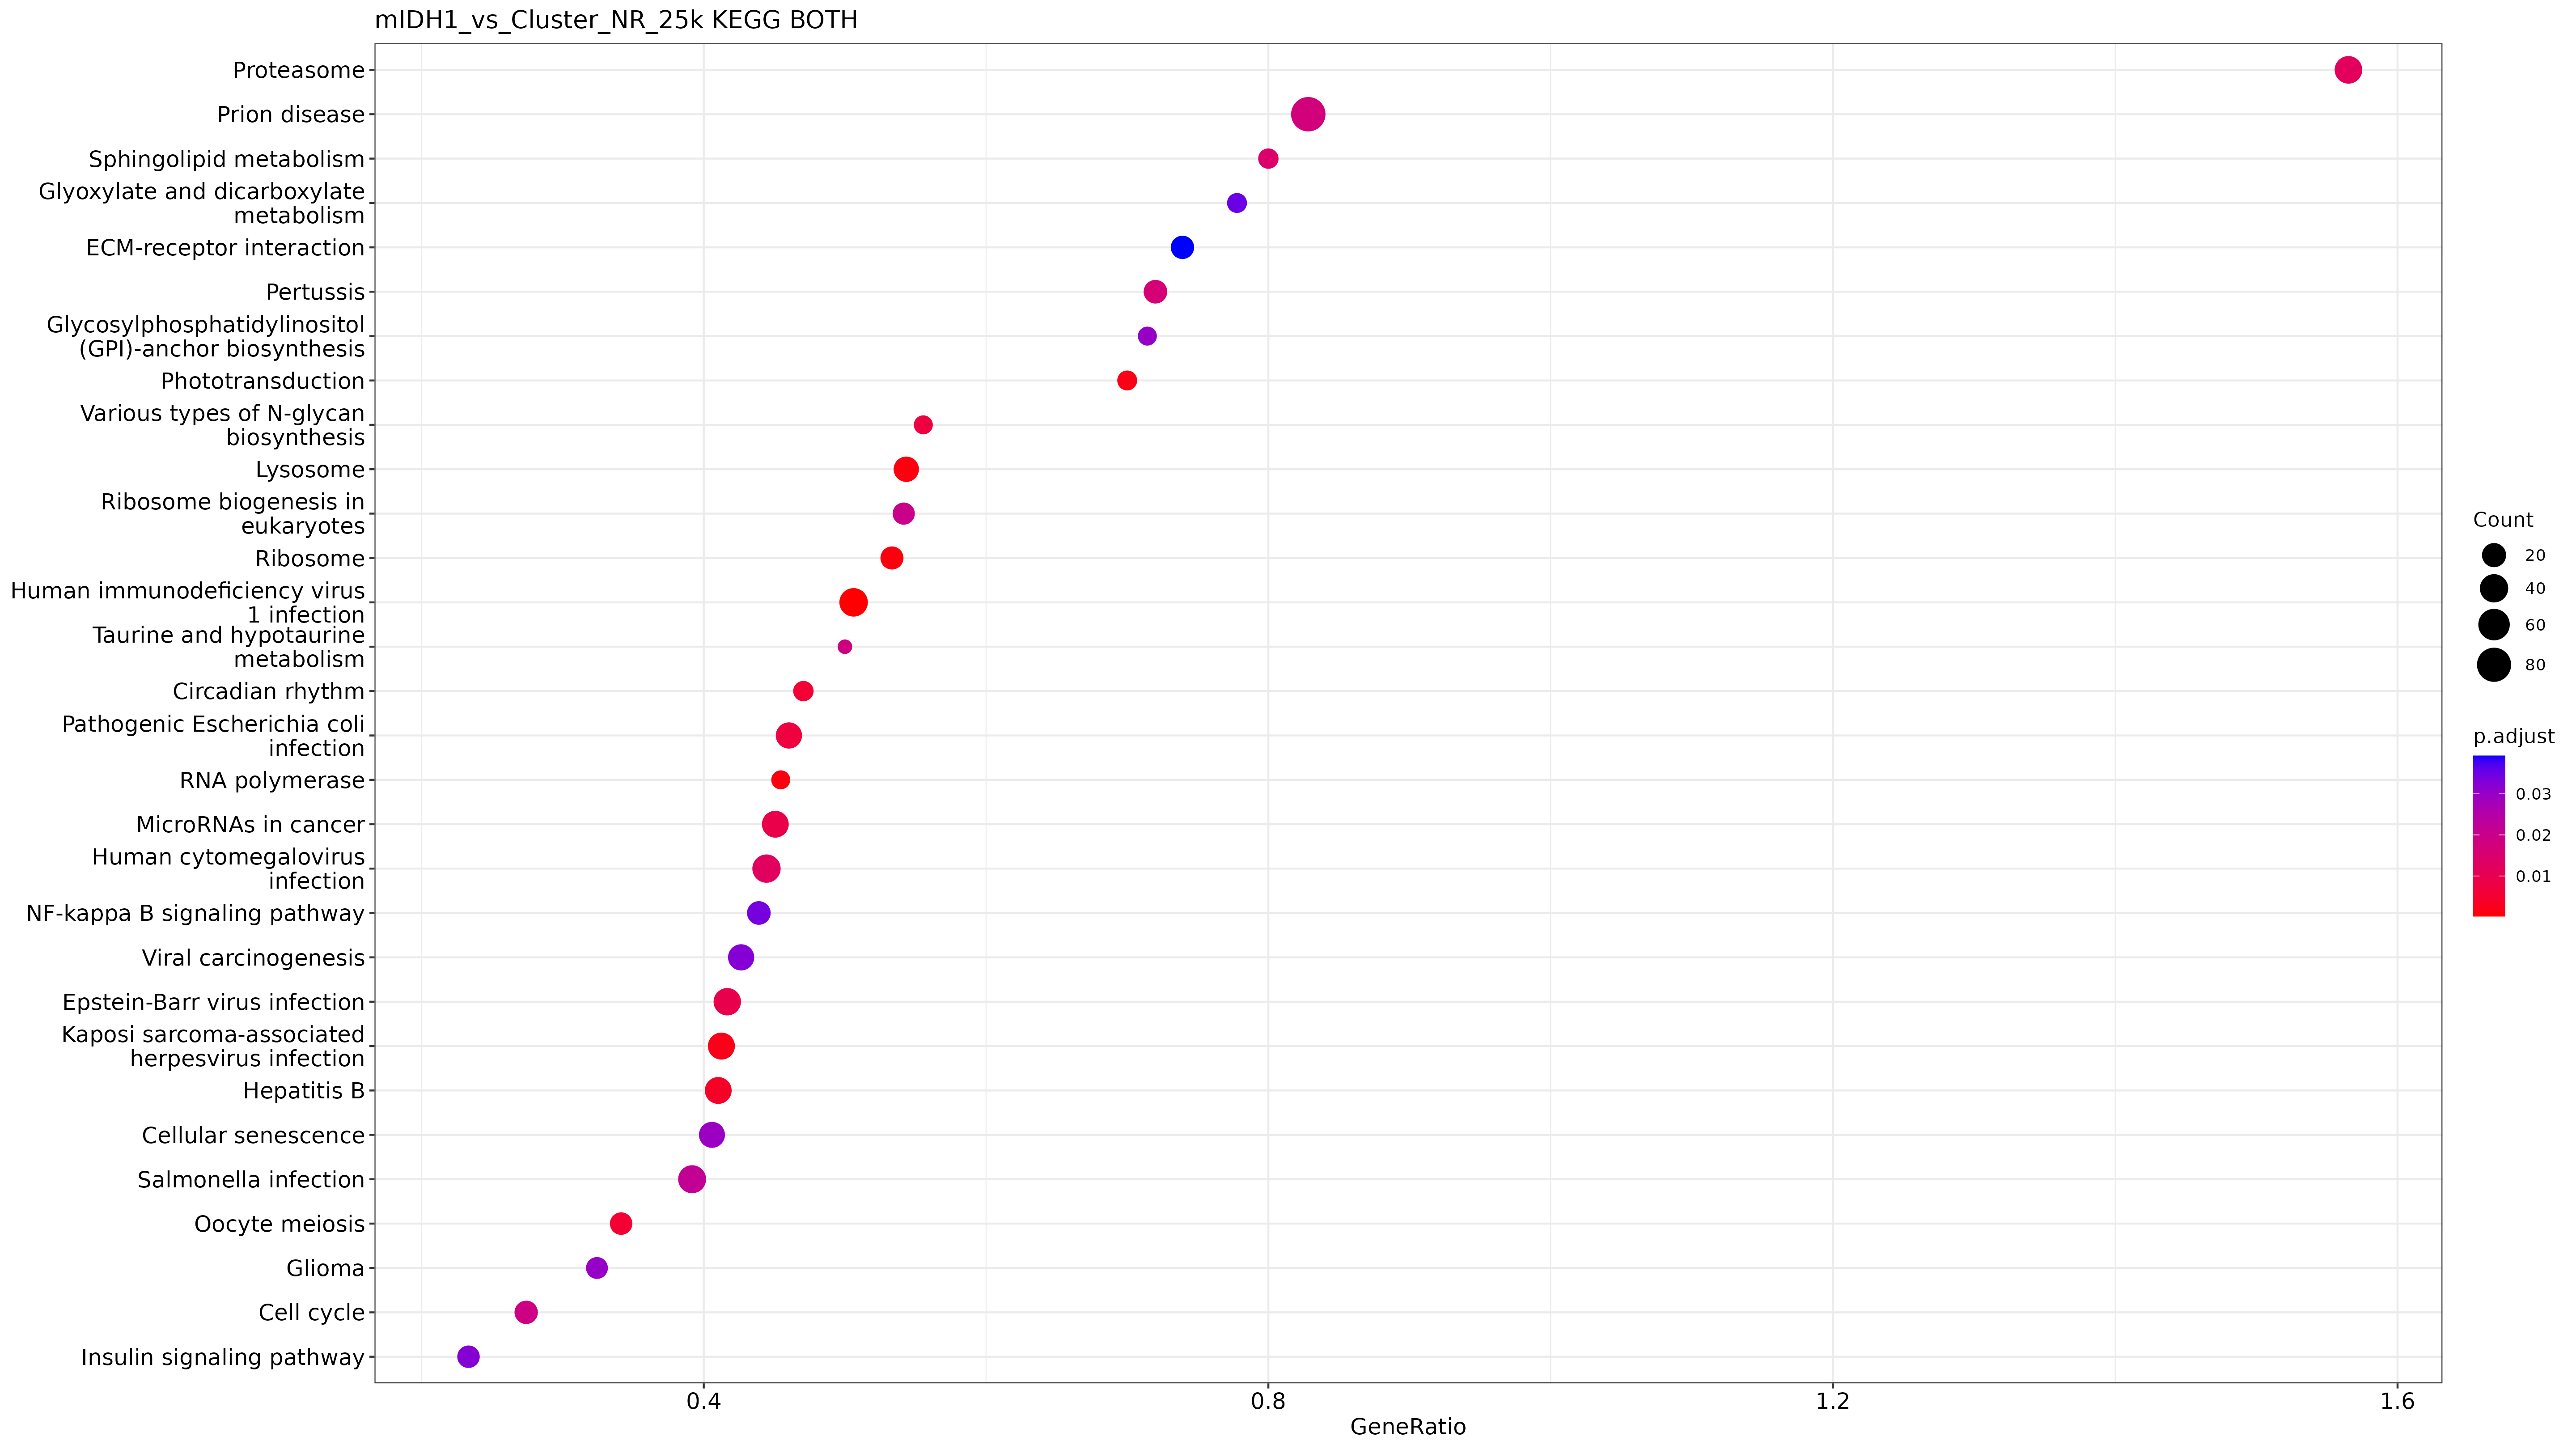 mIDH1_vs_Cluster_NR_25k KEGG BOTH
Proteasome
Prion disease
Sphingolipid metabolism
Glyoxylate and dicarboxylate
metabolism
ECM-receptor interaction
Pertussis
Glycosylphosphatidylinositol
(GPI)-anchor biosynthesis
Phototransduction
Various types of N-glycan
biosynthesis
Lysosome
Ribosome biogenesis in
eukaryotes
Ribosome
Human immunodeficiency virus
1 infection
Taurine and hypotaurine
metabolism
Circadian rhythm
Pathogenic Escherichia coli
infection
RNA polymerase
MicroRNAs in cancer
Human cytomegalovirus
infection
NF-kappa B signaling pathway
Viral carcinogenesis
Epstein-Barr virus infection
Kaposi sarcoma-associated
herpesvirus infection
Hepatitis B
Cellular senescence
Salmonella infection
Oocyte meiosis
Glioma
Cell cycle
Insulin signaling pathway
0.4 0.8 1.2 1.6
GeneRatio
Count
20
40
60
80
p.adjust
0.03
0.02
0.01